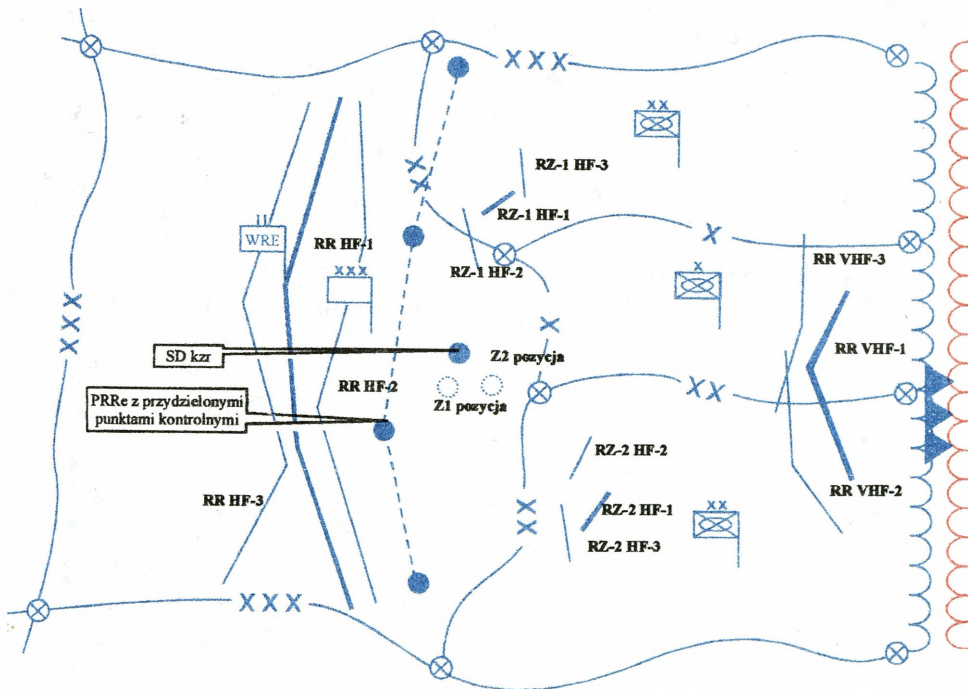 XXX
XX
RZ-1 HF-3
XX
RZ-1 HF-1
III
WRE
RR HF-1
X
RZ-1 HF-2
X
RR VHF-3
XXX
XXX
X
SD kzr
Z2 pozycja
RR VHF-1
PRRe z przydzielonymi
punktami kontrolnymi
RR HF-2
Z1 pozycja
XX
RZ-2 HF-2
RR HF-3
RR VHF-2
XX
XX
RZ-2 HF-1
RZ-2 HF-3
XXX